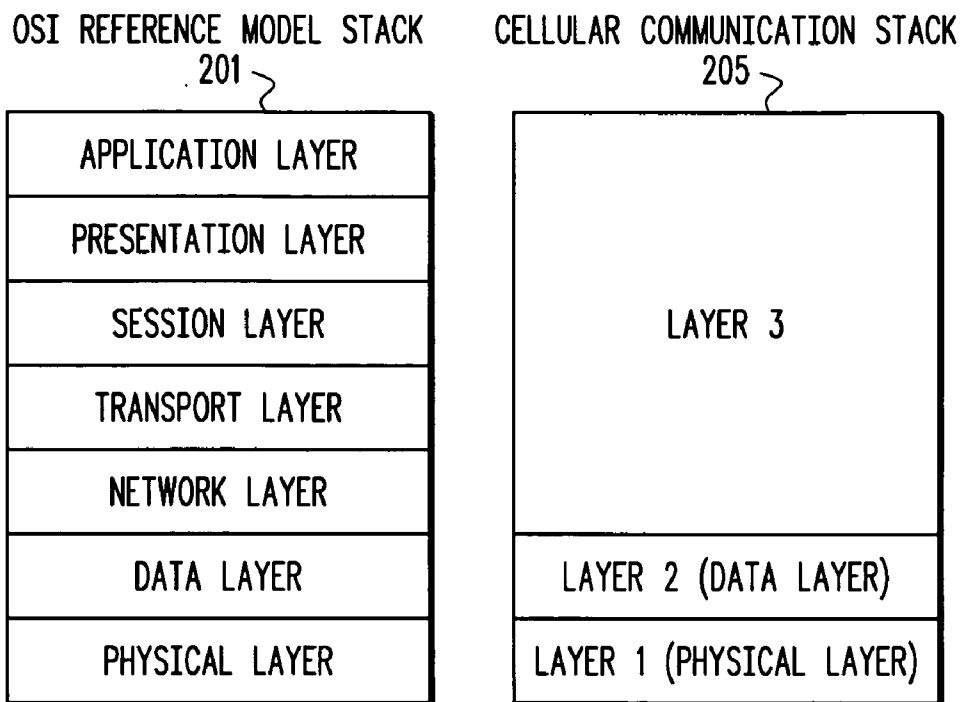 OSI REFERENCE MODEL STACK
201
APPLICATION LAYER
PRESENTATION LAYER
SESSION LAYER
TRANSPORT LAYER
NETWORK LAYER
DATA LAYER
PHYSICAL LAYER
CELLULAR COMMUNICATION STACK
205
LAYER 3
LAYER 2 (DATA LAYER)
LAYER 1 (PHYSICAL LAYER)